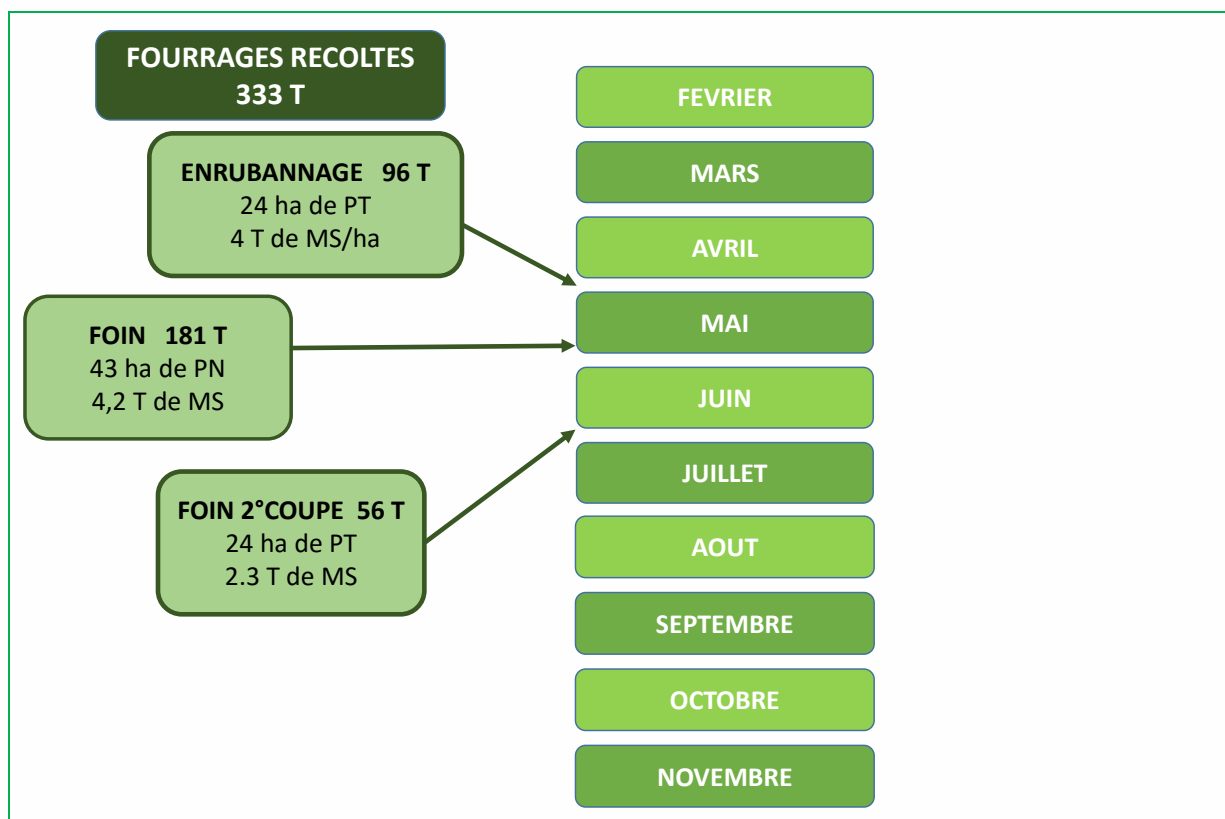 FOURRAGES RECOLTES
333 T
ENRUBANNAGE 96 T
24 ha de PT
4 T de MS/ha
FOIN 181 T
43 ha de PN
4,2 T de MS
FOIN 2°COUPE 56 T
24 ha de PT
2.3 T de MS
FEVRIER
MARS
AVRIL
MAI
JUIN
JUILLET
AOUT
SEPTEMBRE
OCTOBRE
NOVEMBRE